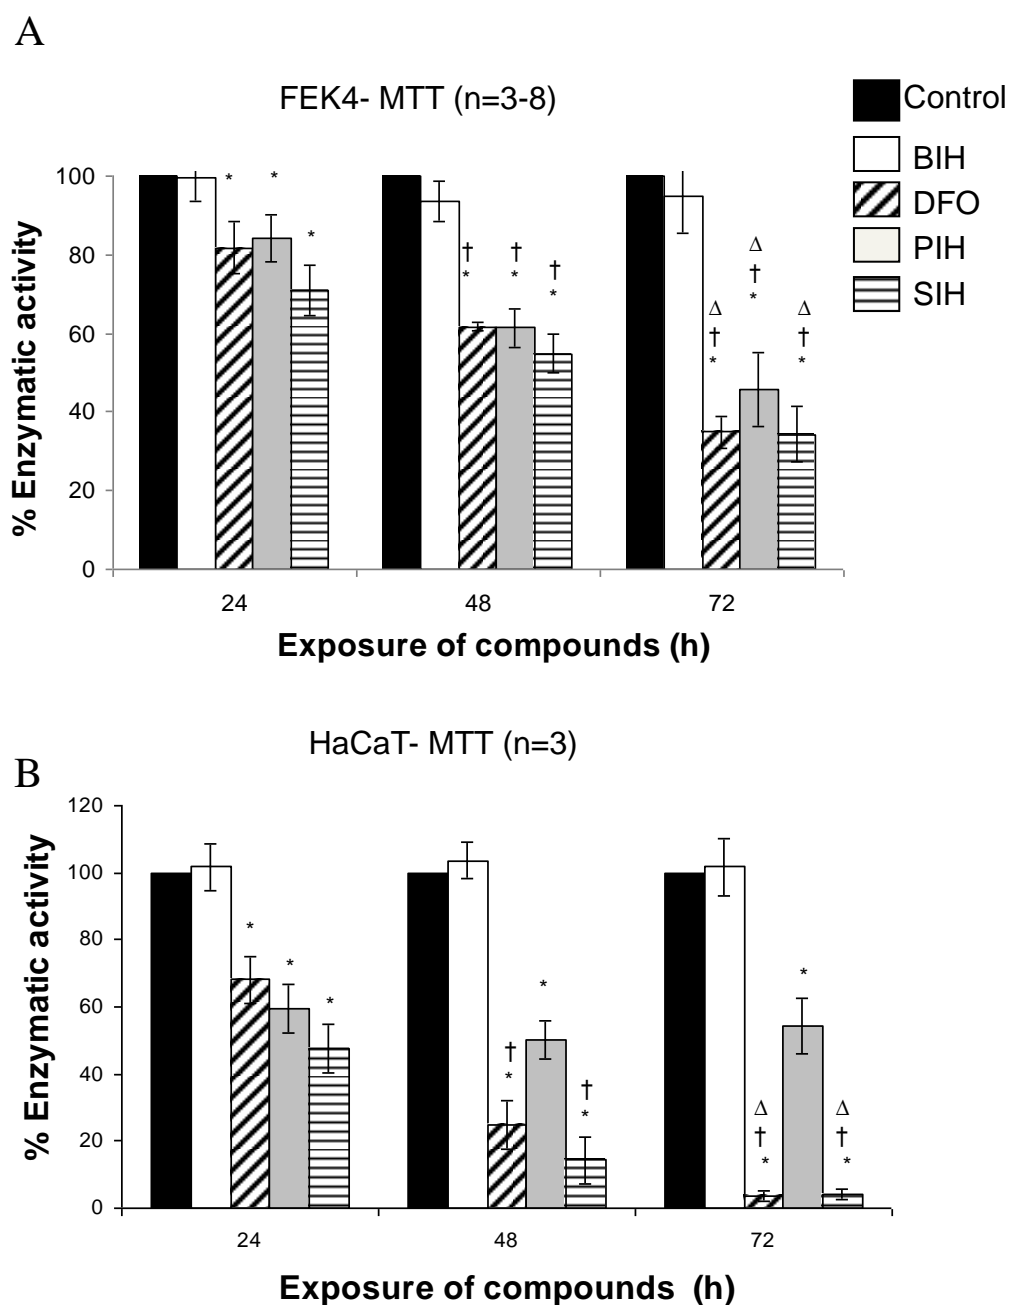 A
FEK4- MTT (n=3-8)
Control
BIH
DFO
PIH
SIH
% Enzymatic activity
100
80
60
40
20
0
* * *
† † †
* * *
Δ Δ Δ
† † †
* * *
24 48 72
Exposure of compounds (h)
HaCaT- MTT (n=3)
B
% Enzymatic activity
120
100
80
60
40
20
0
* * *
† * †
* *
Δ * Δ
† †
* *
24 48 72
Exposure of compounds (h)